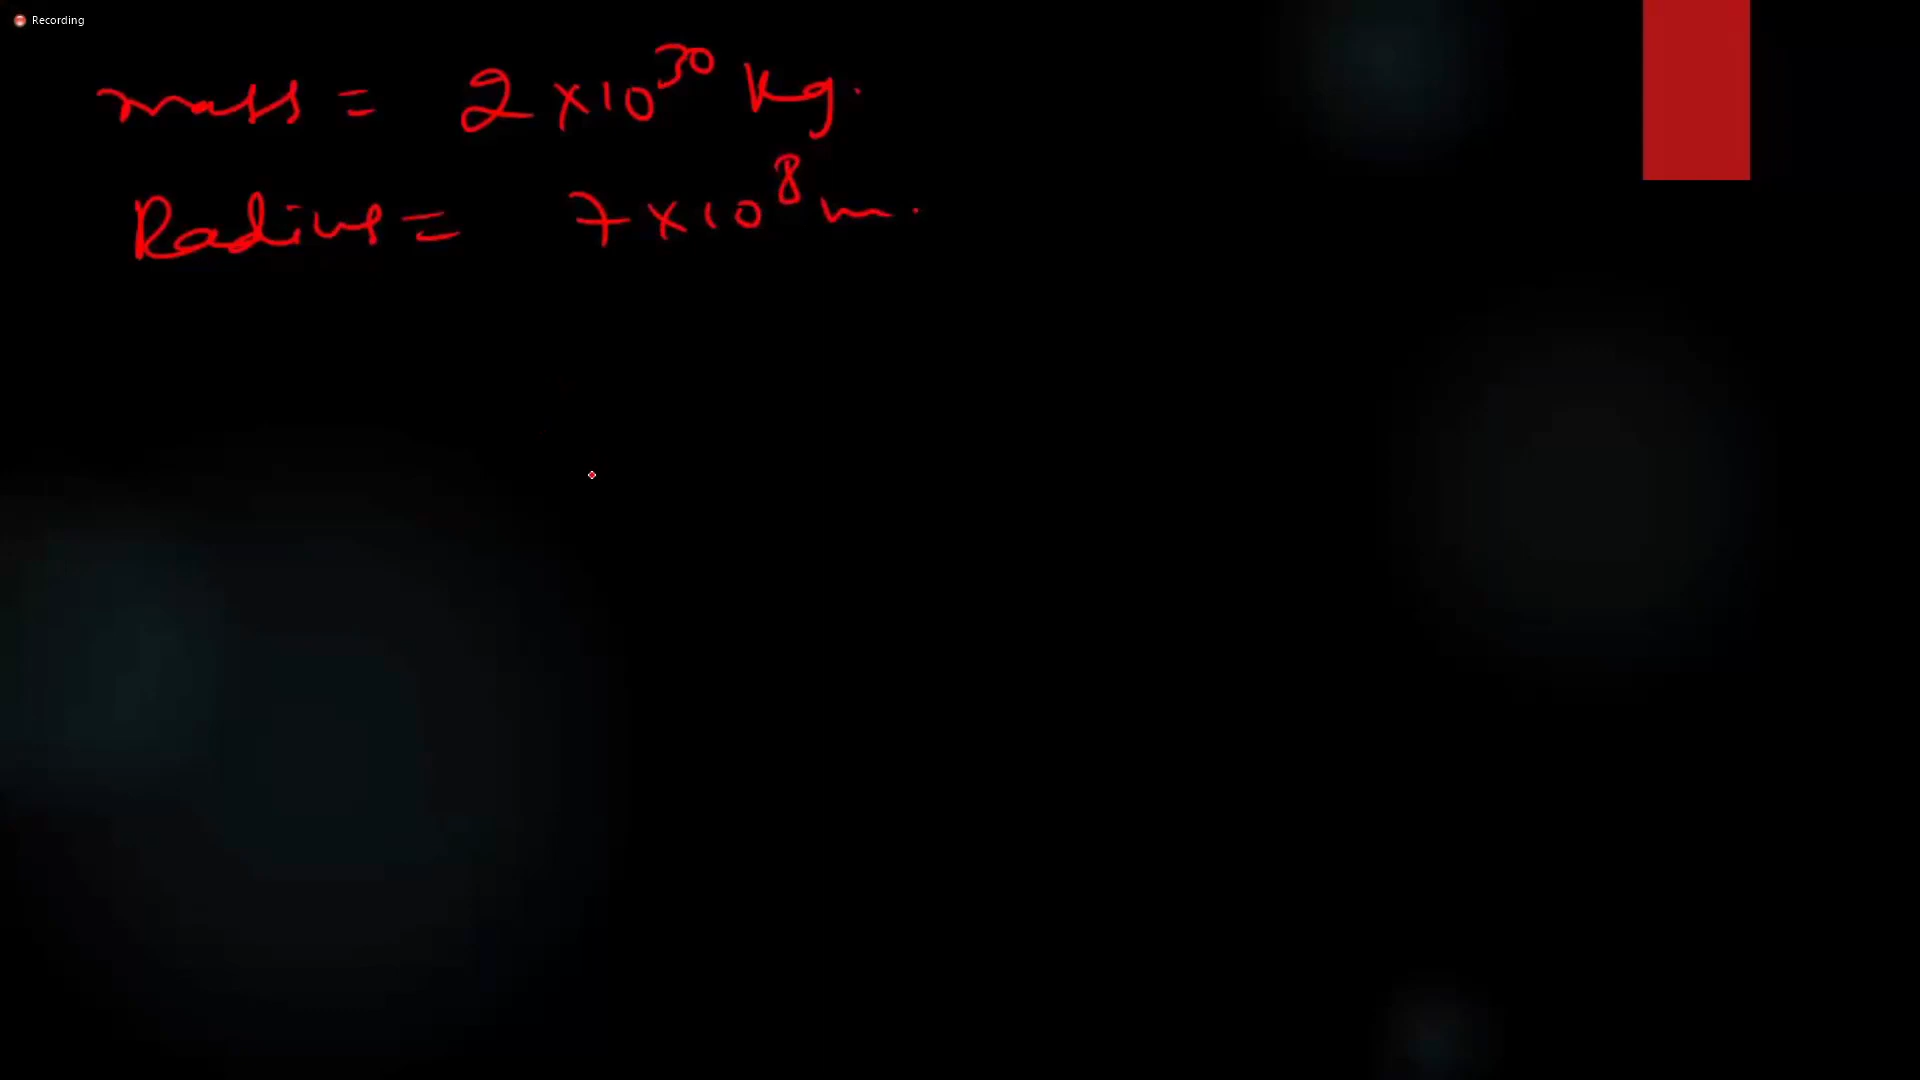 Recording
mass = 2 × 10³⁰ kg.
Radius = 7 × 10⁸ m.